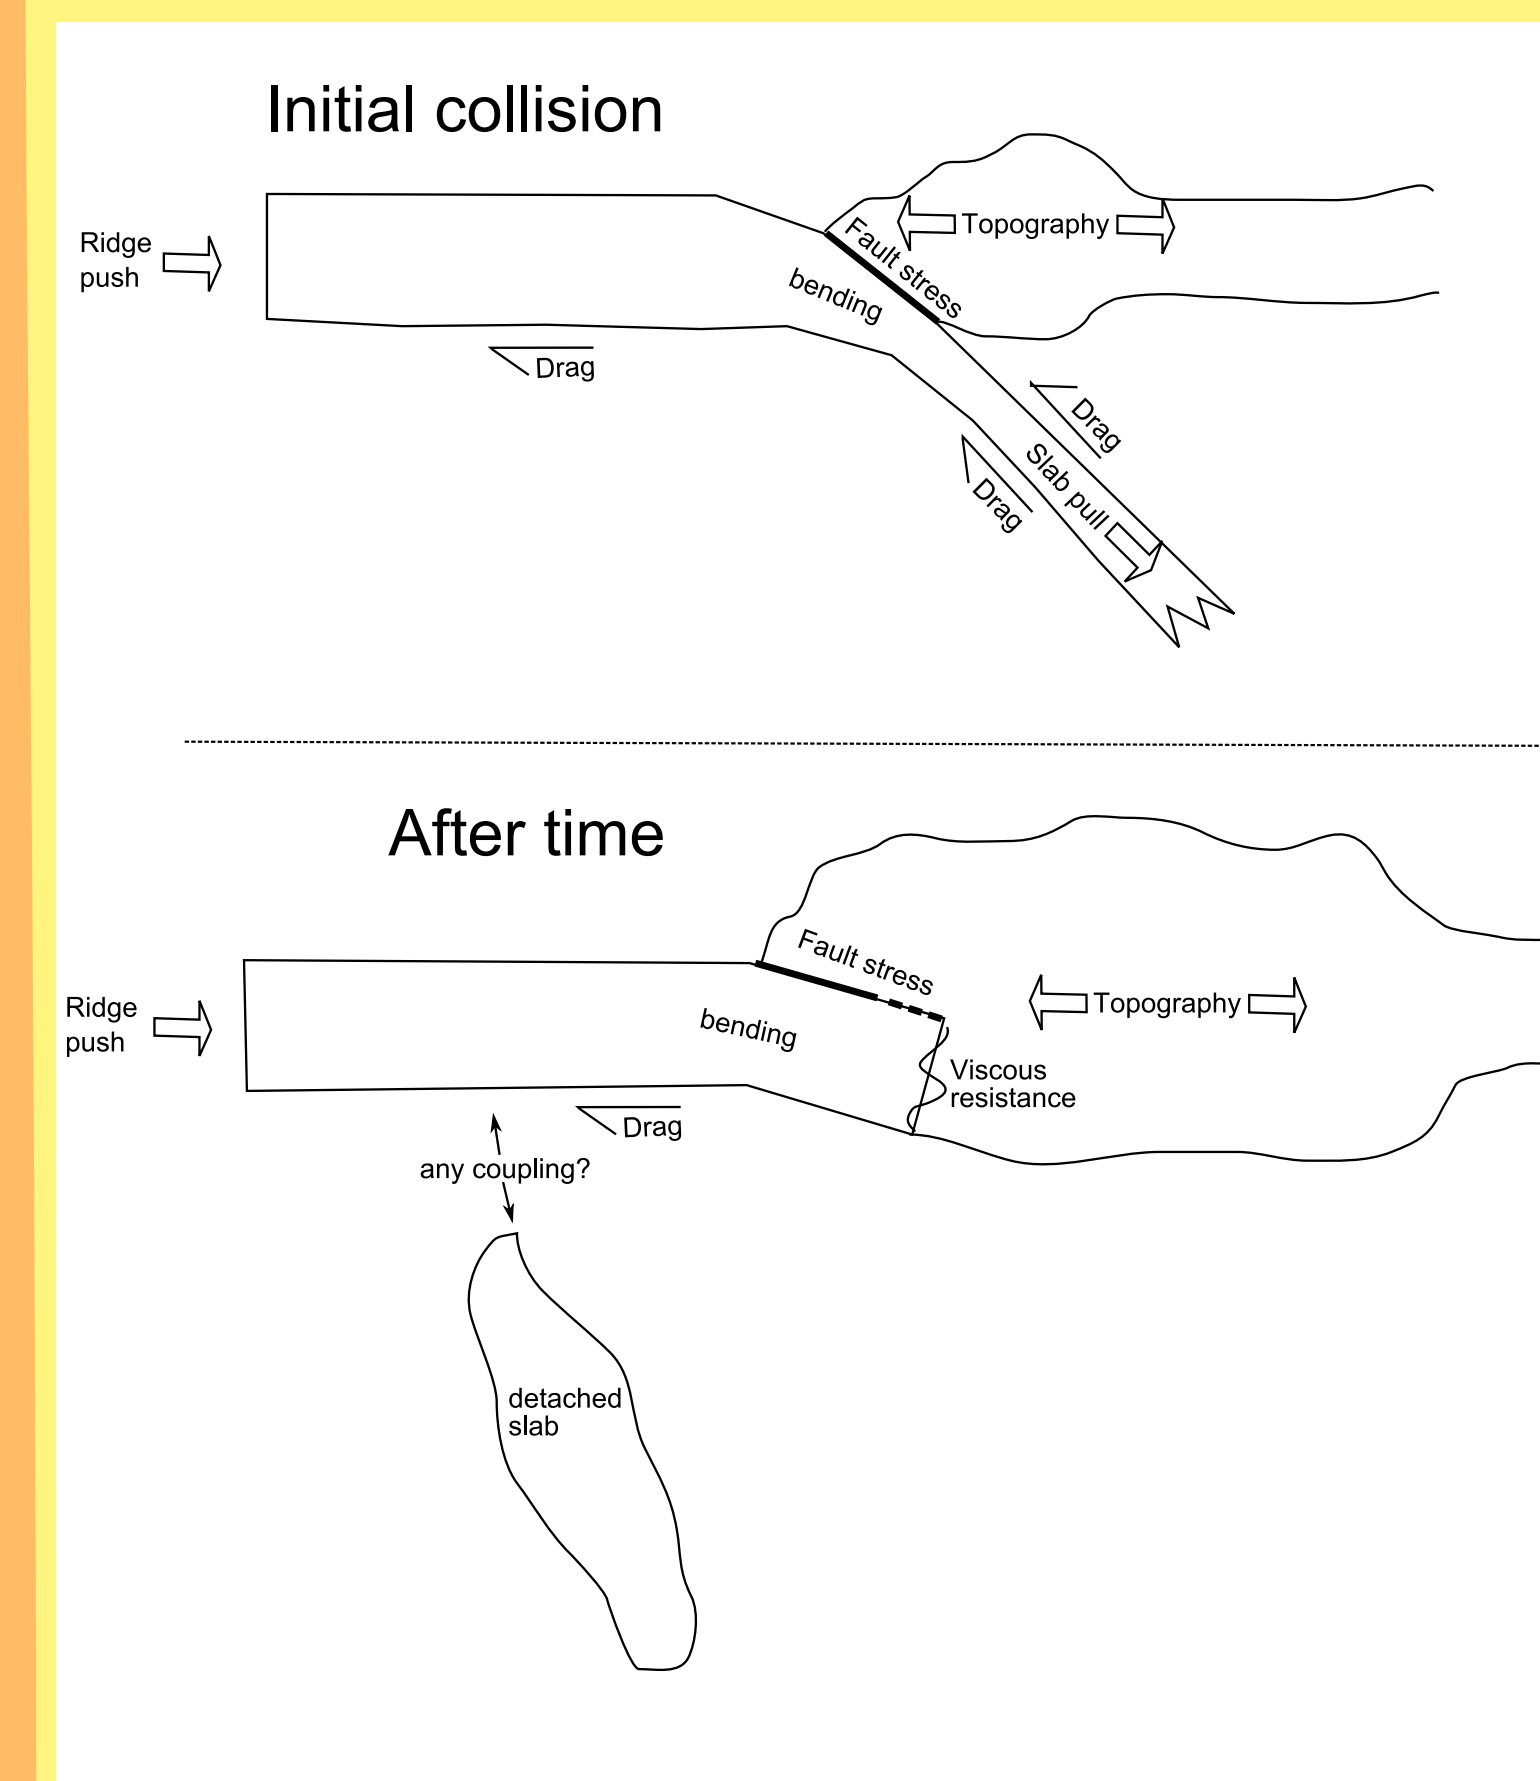 Initial collision
Ridge
push
Topography
Fault stress
bending
Drag
Drag
Slab pull
Drag
After time
Fault stress
Ridge
push
Topography
bending
Viscous
resistance
Drag
any coupling?
detached
slab